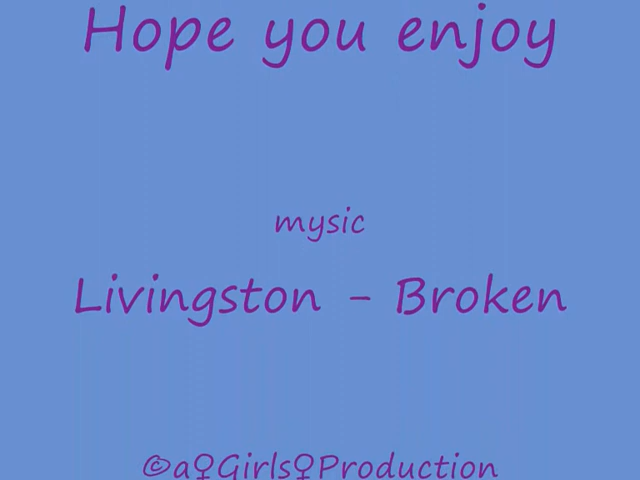 Hope you enjoy
mysic
Livingston - Broken
©a♀Girls♀Production